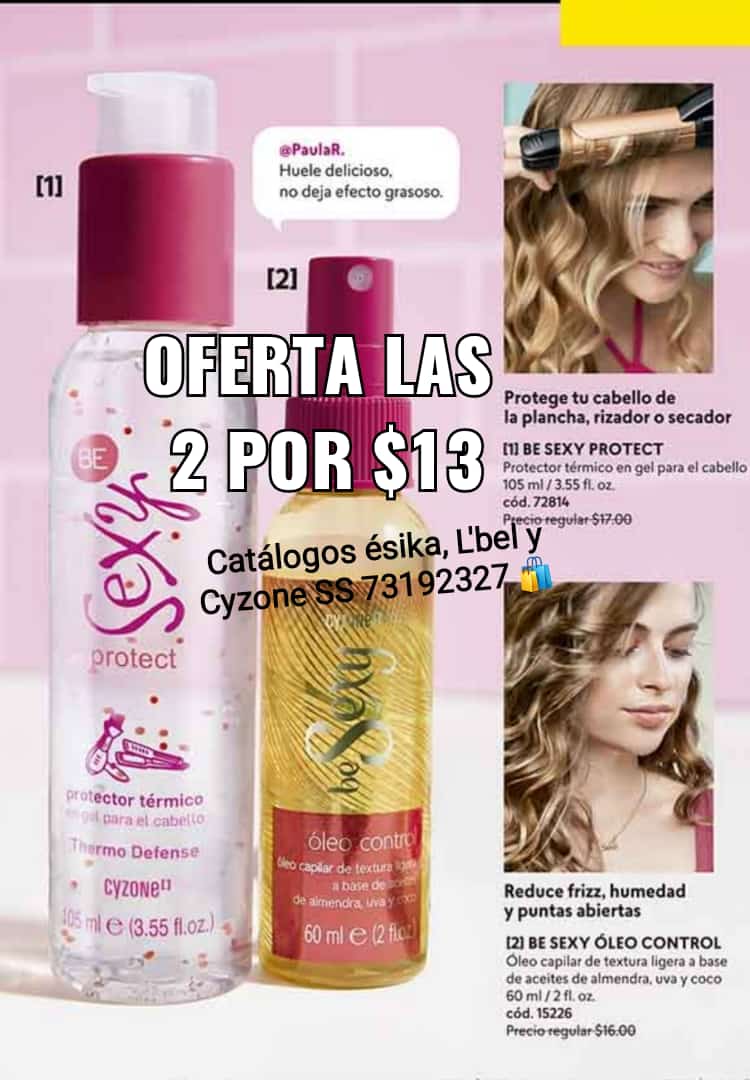 [1]
@PaulaR.
Huele delicioso,
no deja efecto grasoso.
[2]
OFERTA LAS
2 POR $13
Catálogos ésika, L'bel y
Cyzone SS 73192327 🛍️
BE
Sexy
protect
protector térmico
en gel para el cabello
Thermo Defense
cyzone
105 ml e (3.55 fl.oz.)
cyzone
be Sexy
óleo control
óleo capilar de textura ligera
a base de aceites
de almendra, uva y coco
60 ml e (2 fl.oz.)
Protege tu cabello de
la plancha, rizador o secador
[1] BE SEXY PROTECT
Protector térmico en gel para el cabello
105 ml / 3.55 fl. oz.
cód. 72814
Precio regular $17.00
Reduce frizz, humedad
y puntas abiertas
[2] BE SEXY ÓLEO CONTROL
Óleo capilar de textura ligera a base
de aceites de almendra, uva y coco
60 ml / 2 fl. oz.
cód. 15226
Precio regular $16.00